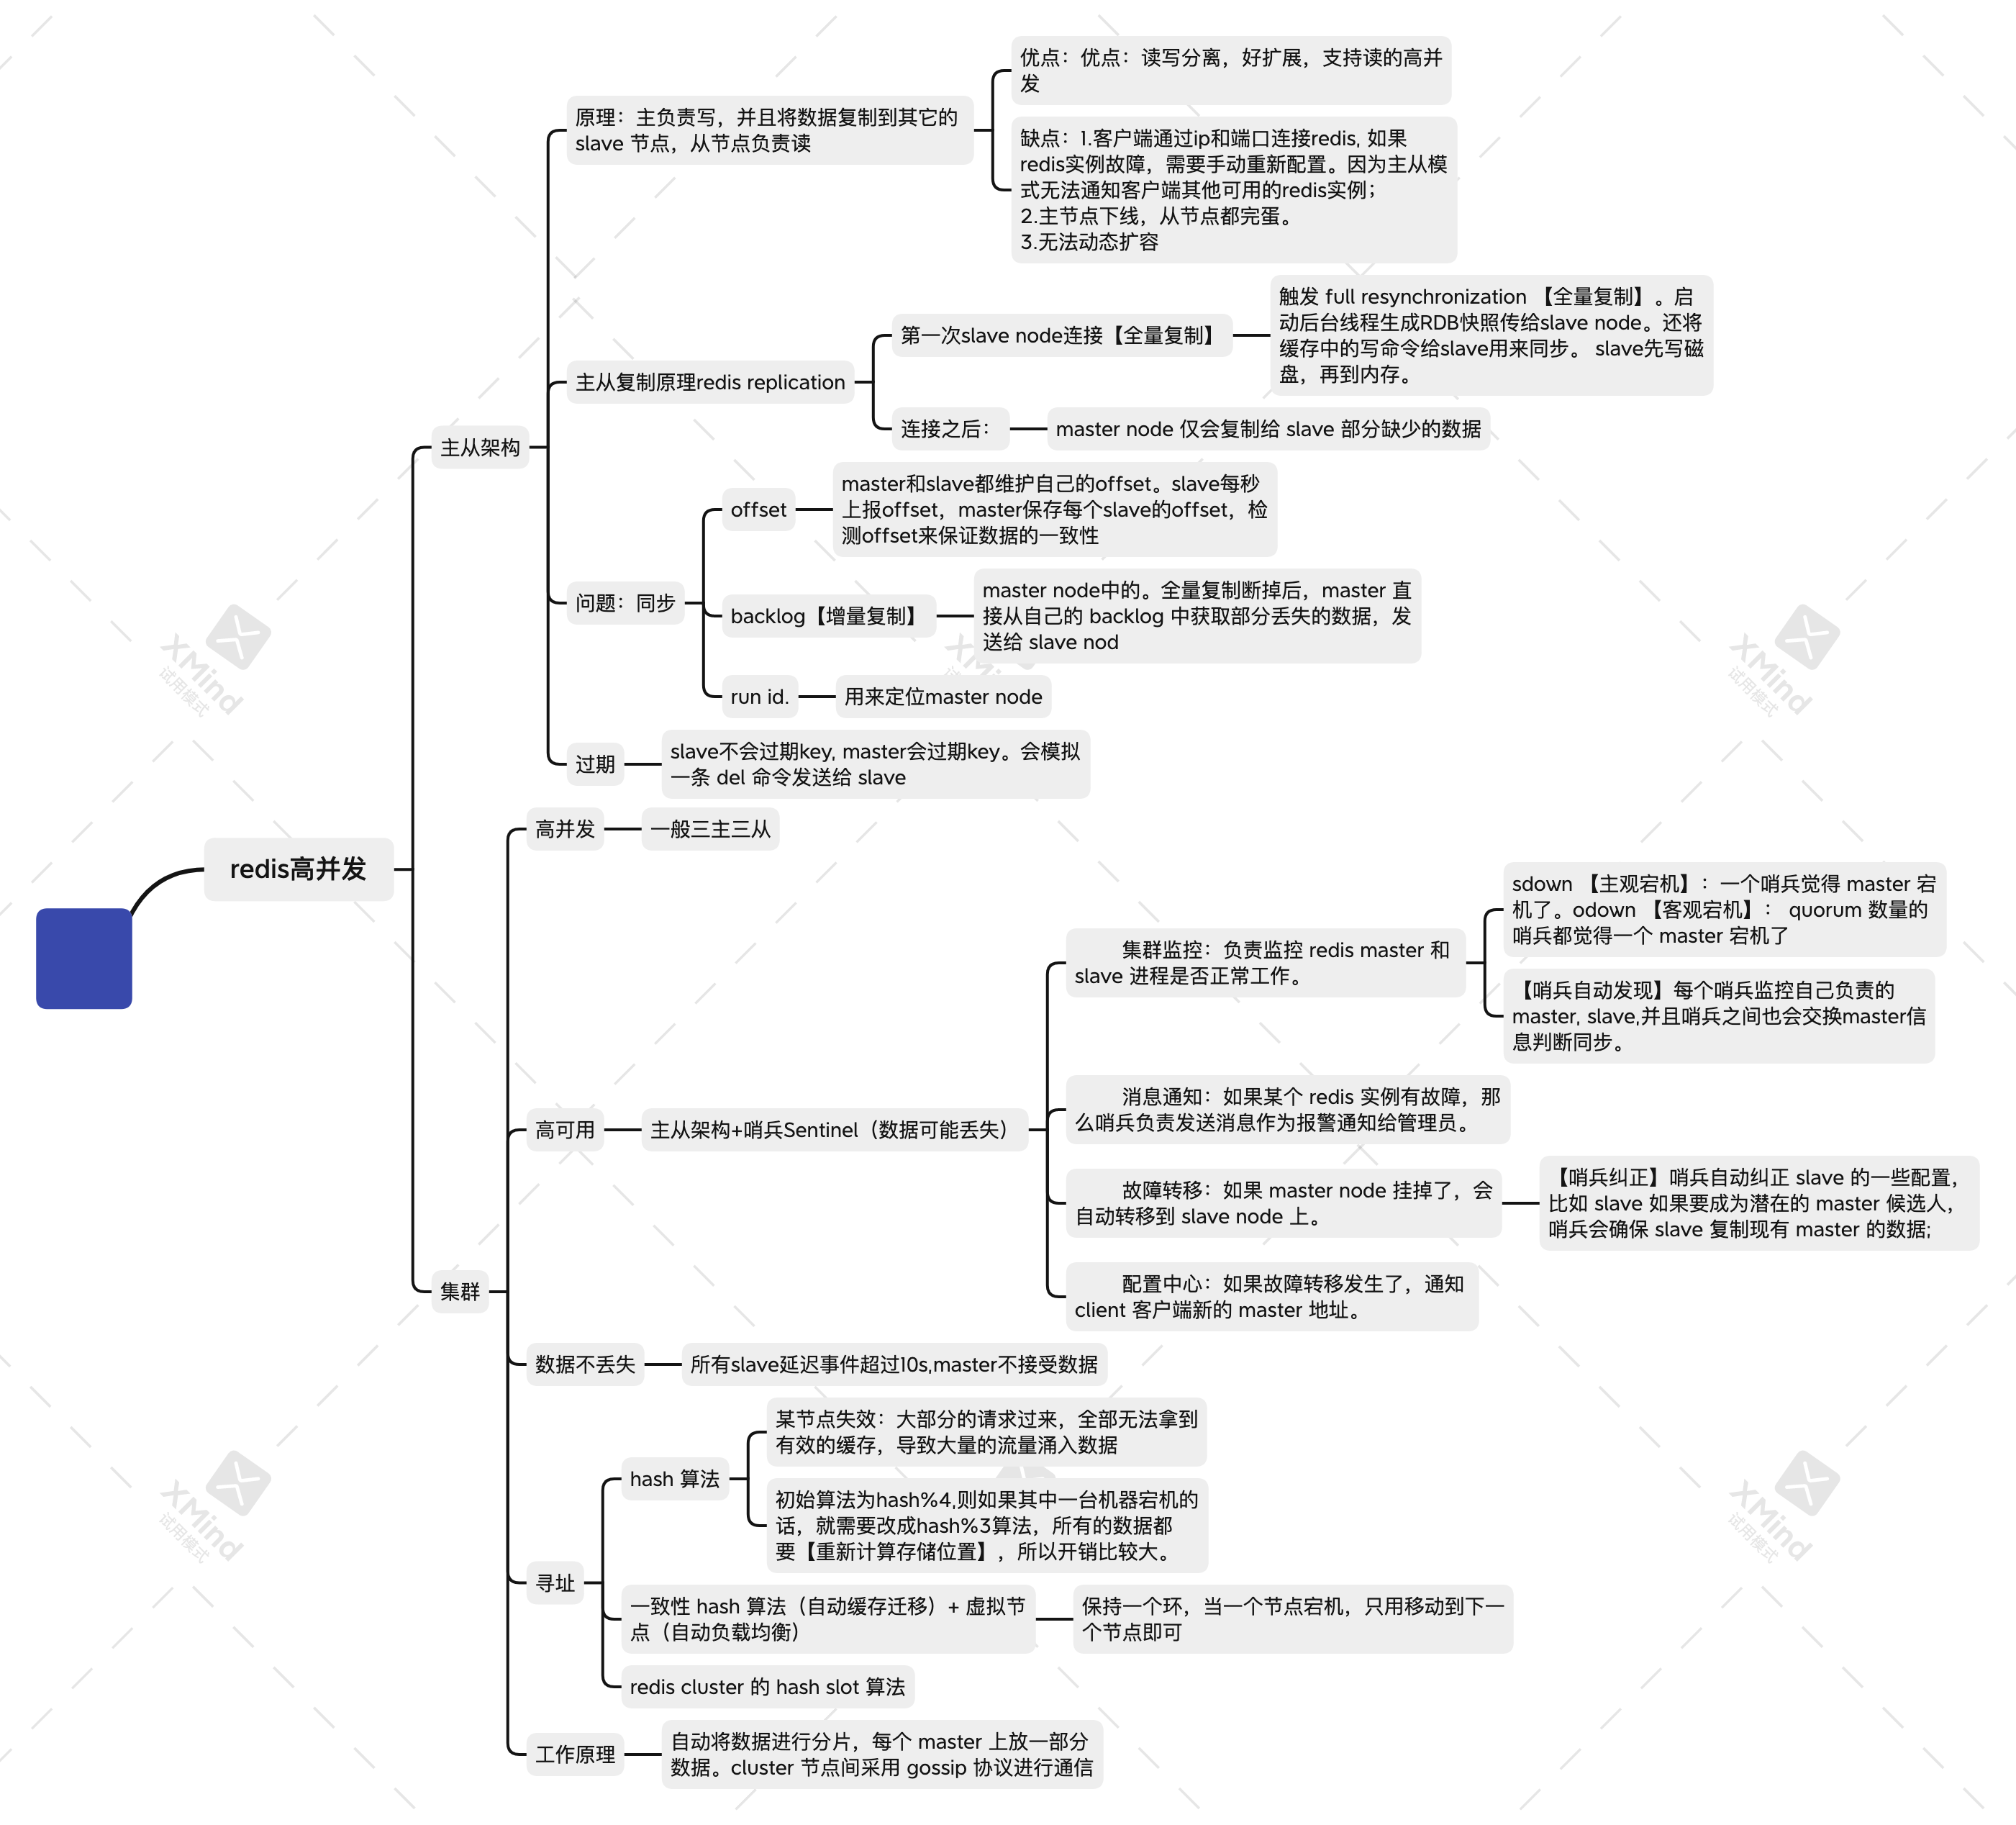 redis高并发
主从架构
原理：主负责写，并且将数据复制到其它的
slave 节点，从节点负责读
优点：优点：读写分离，好扩展，支持读的高并
发
缺点：1.客户端通过ip和端口连接redis, 如果
redis实例故障，需要手动重新配置。因为主从模
式无法通知客户端其他可用的redis实例；
2.主节点下线，从节点都完蛋。
3.无法动态扩容
主从复制原理redis replication
第一次slave node连接【全量复制】
触发 full resynchronization 【全量复制】。启
动后台线程生成RDB快照传给slave node。还将
缓存中的写命令给slave用来同步。 slave先写磁
盘，再到内存。
连接之后：
master node 仅会复制给 slave 部分缺少的数据
问题：同步
offset
master和slave都维护自己的offset。slave每秒
上报offset，master保存每个slave的offset，检
测offset来保证数据的一致性
backlog【增量复制】
master node中的。全量复制断掉后，master 直
接从自己的 backlog 中获取部分丢失的数据，发
送给 slave nod
run id.
用来定位master node
过期
slave不会过期key, master会过期key。会模拟
一条 del 命令发送给 slave
集群
高并发
一般三主三从
高可用
主从架构+哨兵Sentinel（数据可能丢失）
集群监控：负责监控 redis master 和
slave 进程是否正常工作。
sdown 【主观宕机】：一个哨兵觉得 master 宕
机了。odown 【客观宕机】： quorum 数量的
哨兵都觉得一个 master 宕机了
【哨兵自动发现】每个哨兵监控自己负责的
master, slave,并且哨兵之间也会交换master信
息判断同步。
消息通知：如果某个 redis 实例有故障，那
么哨兵负责发送消息作为报警通知给管理员。
故障转移：如果 master node 挂掉了，会
自动转移到 slave node 上。
【哨兵纠正】哨兵自动纠正 slave 的一些配置，
比如 slave 如果要成为潜在的 master 候选人，
哨兵会确保 slave 复制现有 master 的数据;
配置中心：如果故障转移发生了，通知
client 客户端新的 master 地址。
数据不丢失
所有slave延迟事件超过10s,master不接受数据
寻址
hash 算法
某节点失效：大部分的请求过来，全部无法拿到
有效的缓存，导致大量的流量涌入数据
初始算法为hash%4,则如果其中一台机器宕机的
话，就需要改成hash%3算法，所有的数据都
要【重新计算存储位置】，所以开销比较大。
一致性 hash 算法（自动缓存迁移）+ 虚拟节
点（自动负载均衡）
保持一个环，当一个节点宕机，只用移动到下一
个节点即可
redis cluster 的 hash slot 算法
工作原理
自动将数据进行分片，每个 master 上放一部分
数据。cluster 节点间采用 gossip 协议进行通信
XMind
试用模式
XMind
试用模式
XMind
试用模式
XMind
试用模式